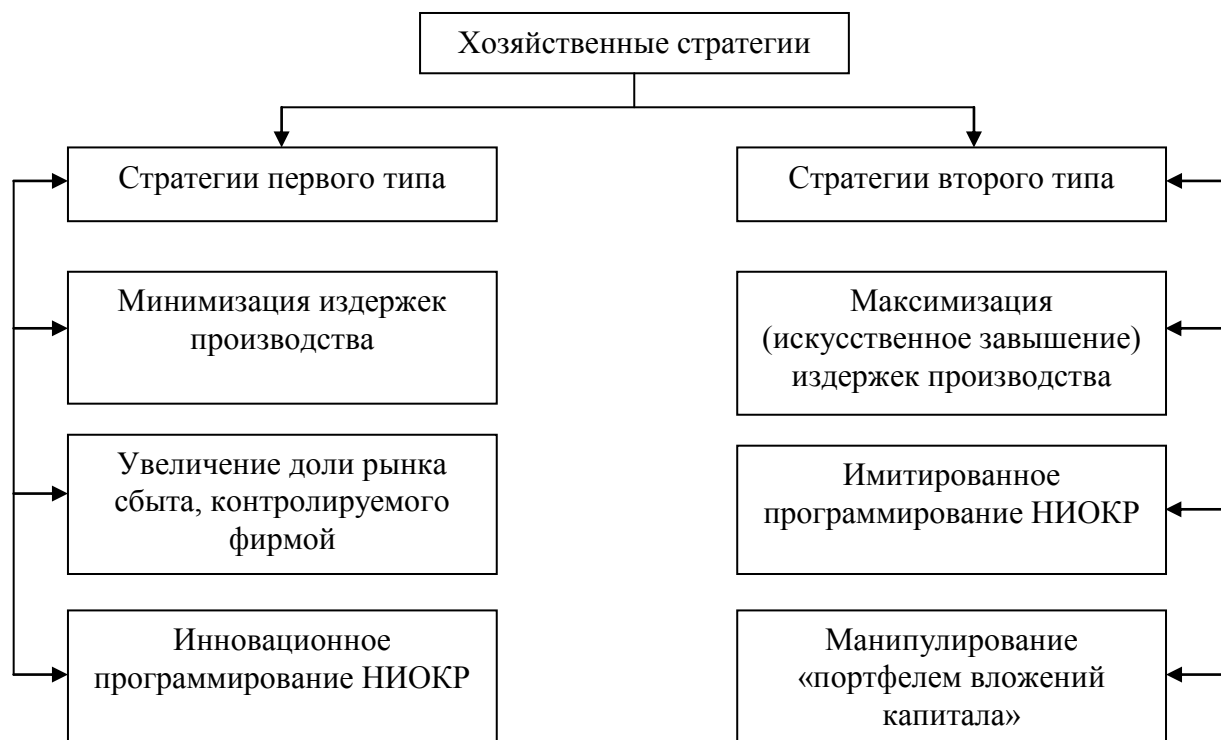 Хозяйственные стратегии
Стратегии первого типа
Стратегии второго типа
Минимизация издержек
производства
Максимизация
(искусственное завышение)
издержек производства
Увеличение доли рынка
сбыта, контролируемого
фирмой
Имитированное
программирование НИОКР
Инновационное
программирование НИОКР
Манипулирование
«портфелем вложений
капитала»